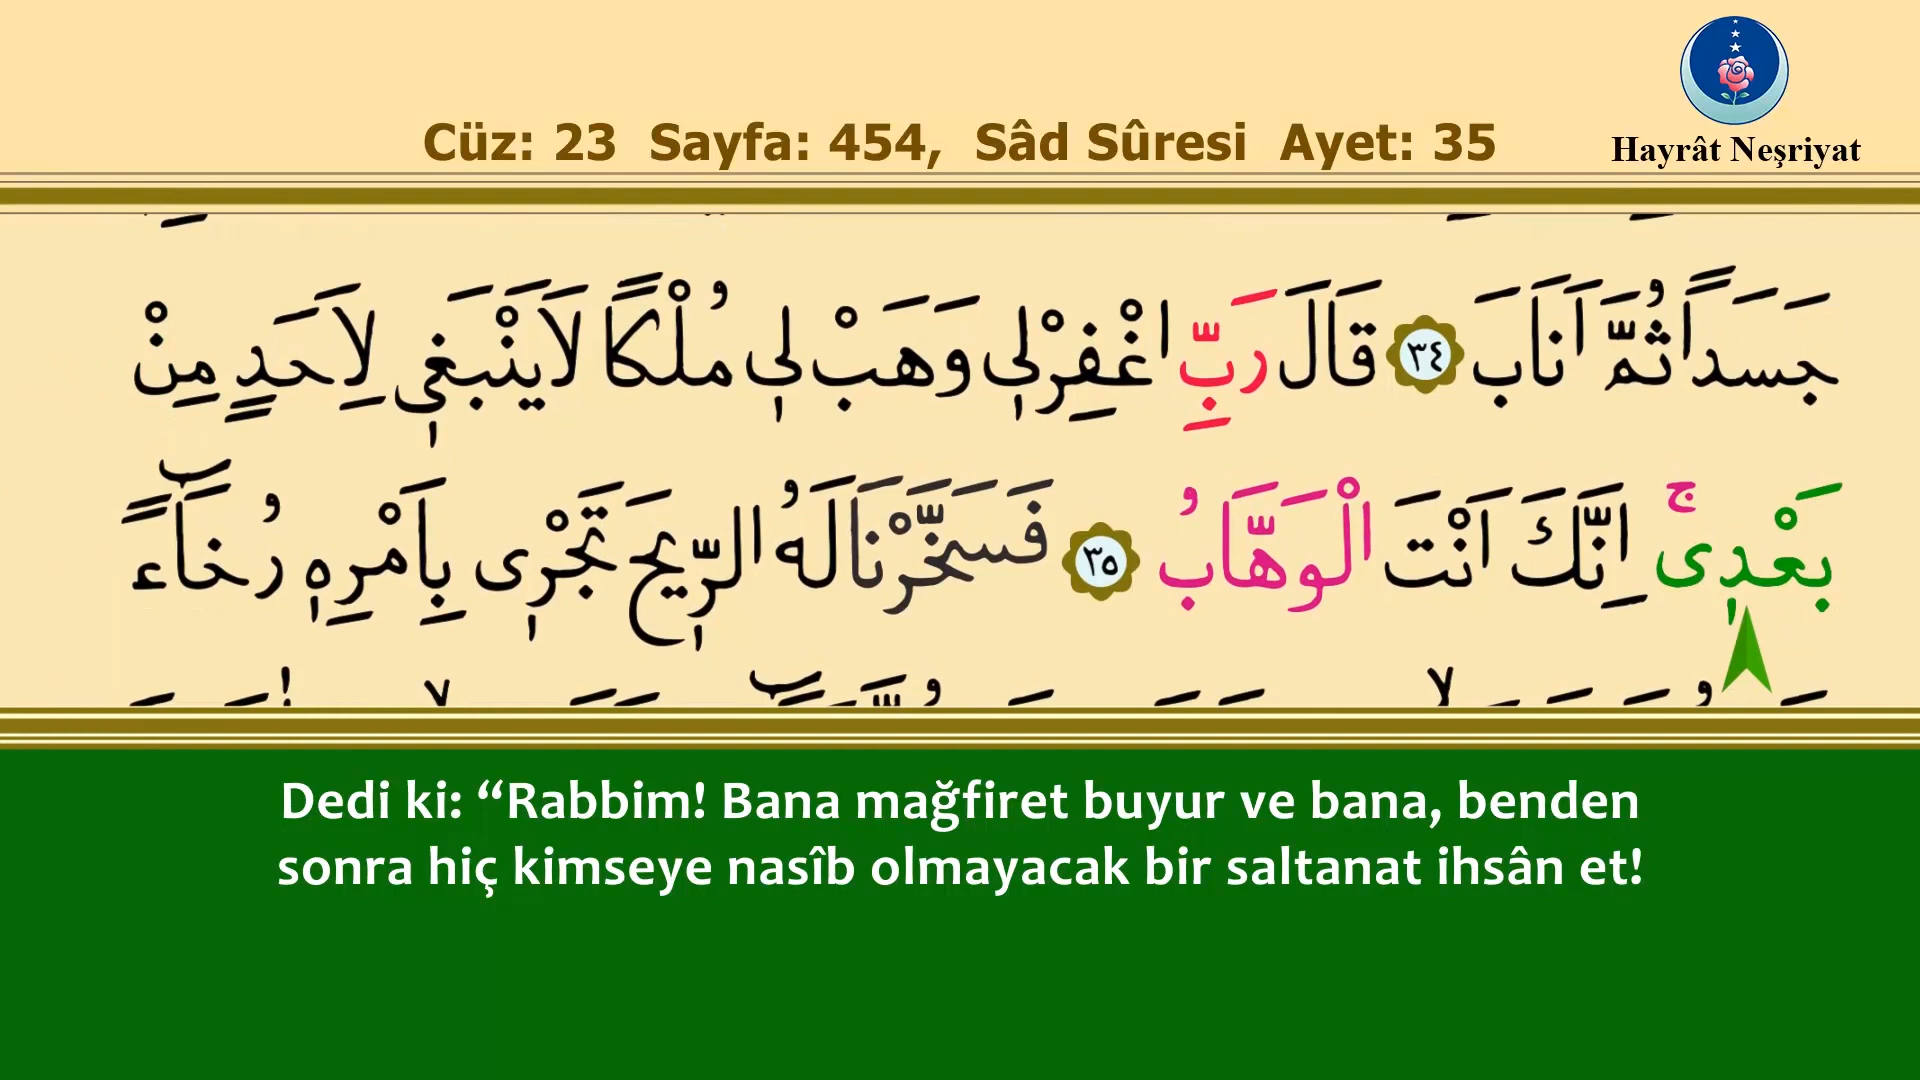 Cüz: 23 Sayfa: 454, Sâd Sûresi Ayet: 35
Hayrât Neşriyat
جَسَدًا ثُمَّ اَنَابَ ﴿٣٤﴾ قَالَ رَبِّ اغْفِرْ لٖي وَهَبْ لٖي مُلْكًا لَا يَنْبَغٖي لِاَحَدٍ مِنْ
بَعْدٖى ۚ اِنَّكَ اَنْتَ الْوَهَّابُ ﴿٣٥﴾ فَسَخَّرْنَا لَهُ الرّٖيحَ تَجْرٖى بِاَمْرِهٖ رُخَٓاءً
Dedi ki: “Rabbim! Bana mağfiret buyur ve bana, benden
sonra hiç kimseye nasîb olmayacak bir saltanat ihsân et!